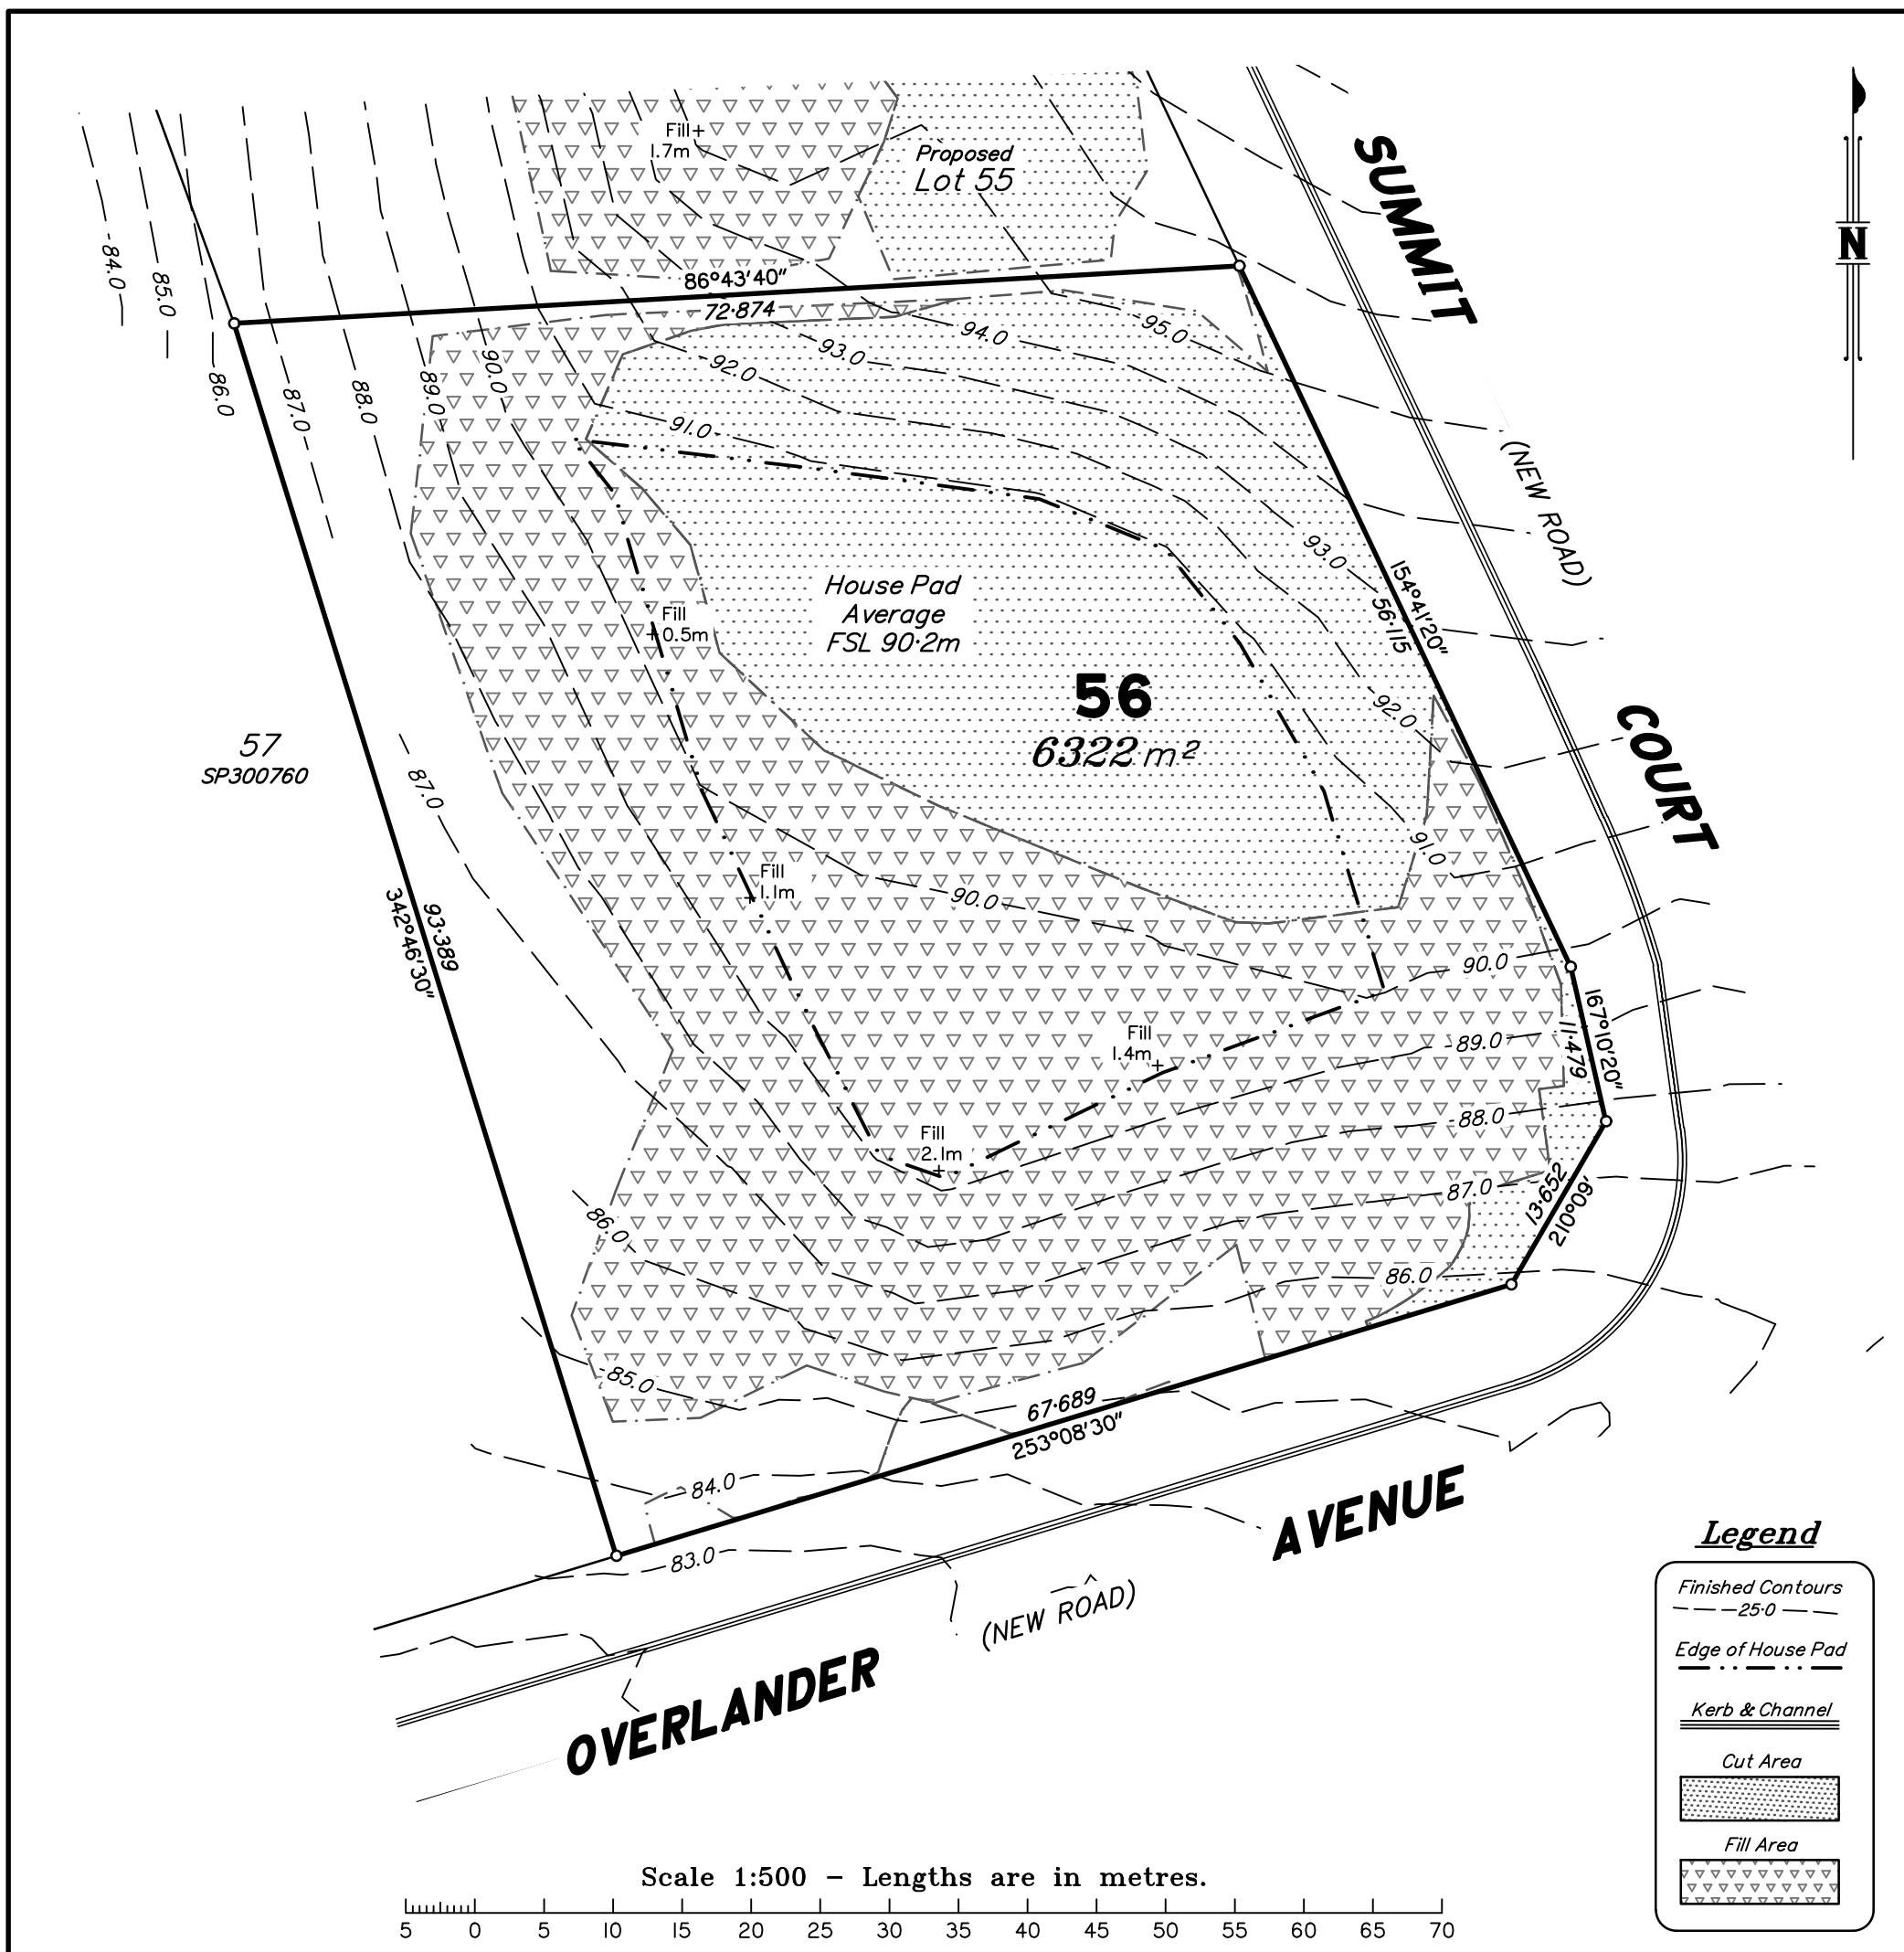 SUMMIT
COURT
(NEW ROAD)
N
Fill
1.7m
Proposed
Lot 55
86°43'40"
72·874
84.0
85.0
86.0
87.0
88.0
89.0
90.0
91.0
92.0
93.0
94.0
95.0
House Pad
Average
FSL 90·2m
Fill
0.5m
56
6322 m²
154°41'20"
56·115
93.0
92.0
91.0
57
SP300760
87.0
342°46'30"
93·389
Fill
1.1m
90.0
90.0
Fill
1.4m
89.0
88.0
87.0
86.0
167°10'20"
11·479
Fill
2.1m
13·652
210°09'
86.0
85.0
84.0
83.0
67·689
253°08'30"
OVERLANDER
AVENUE
(NEW ROAD)
Legend
Finished Contours
25·0
Edge of House Pad
Kerb & Channel
Cut Area
Fill Area
Scale 1:500 – Lengths are in metres.
5 0 5 10 15 20 25 30 35 40 45 50 55 60 65 70